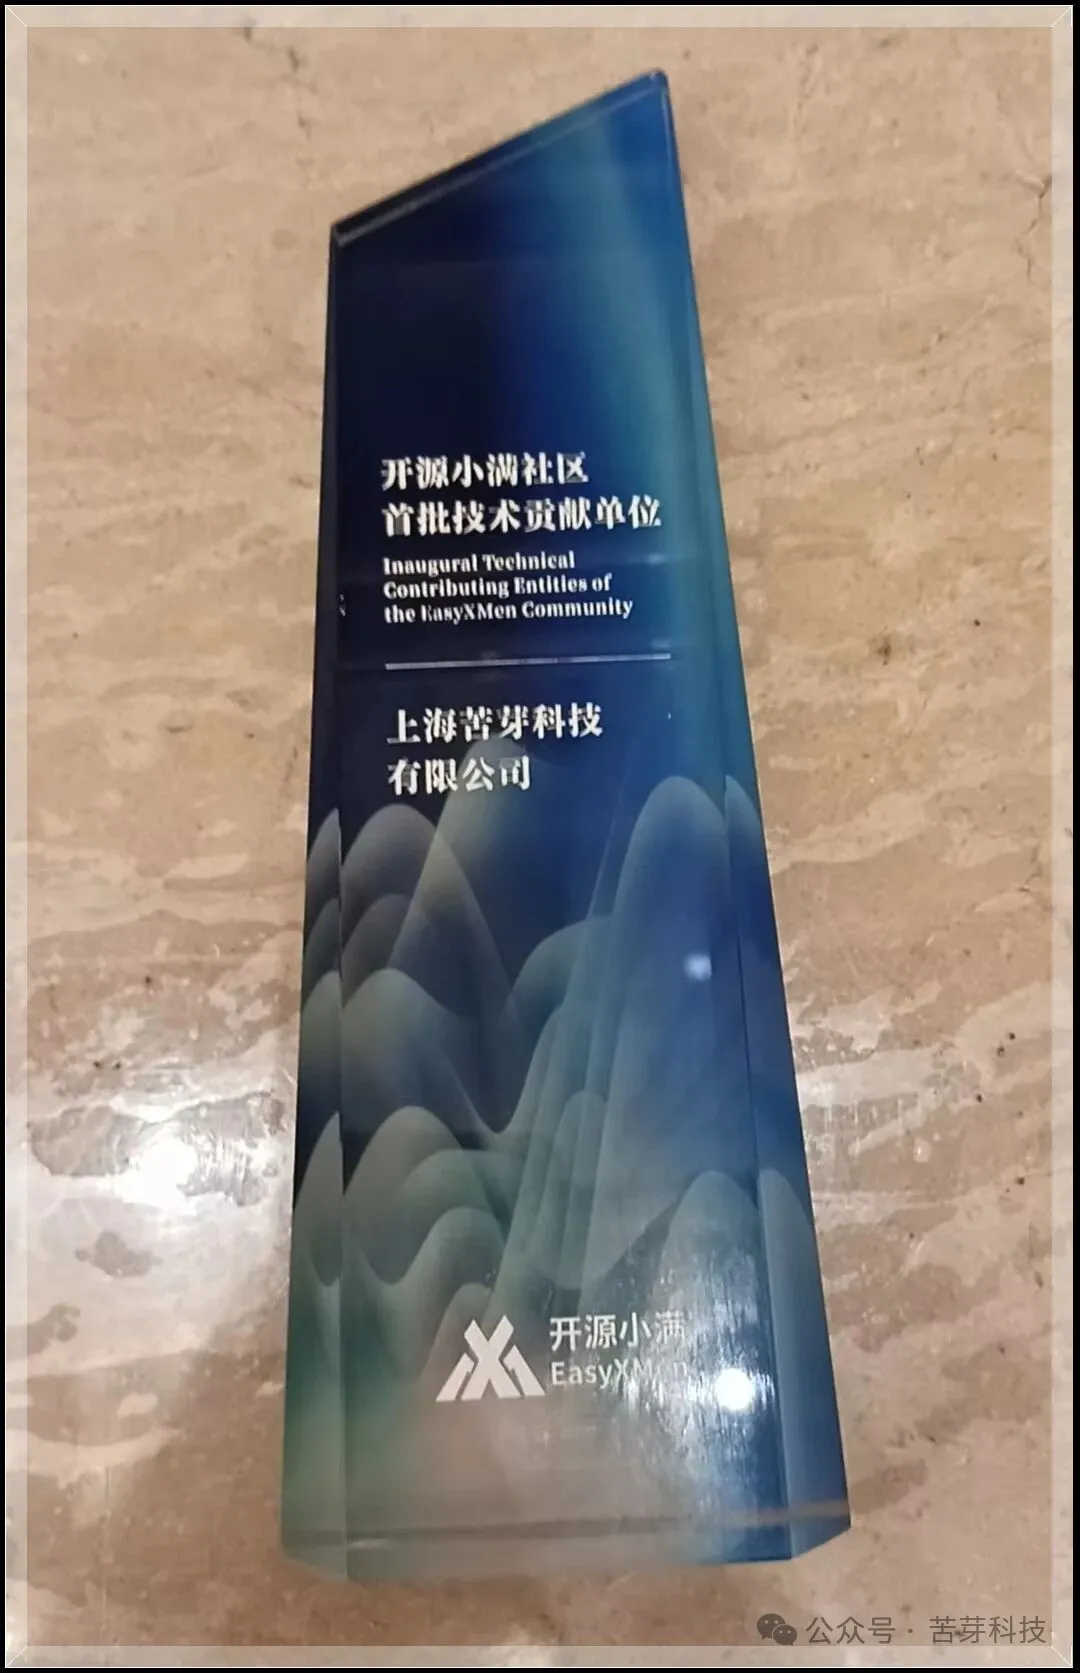 开源小满社区
首批技术贡献单位
Inaugural Technical
Contributing Entities of
the EasyXMen Community
上海苦芽科技
有限公司
开源小满
EasyXMen
公众号 · 苦芽科技